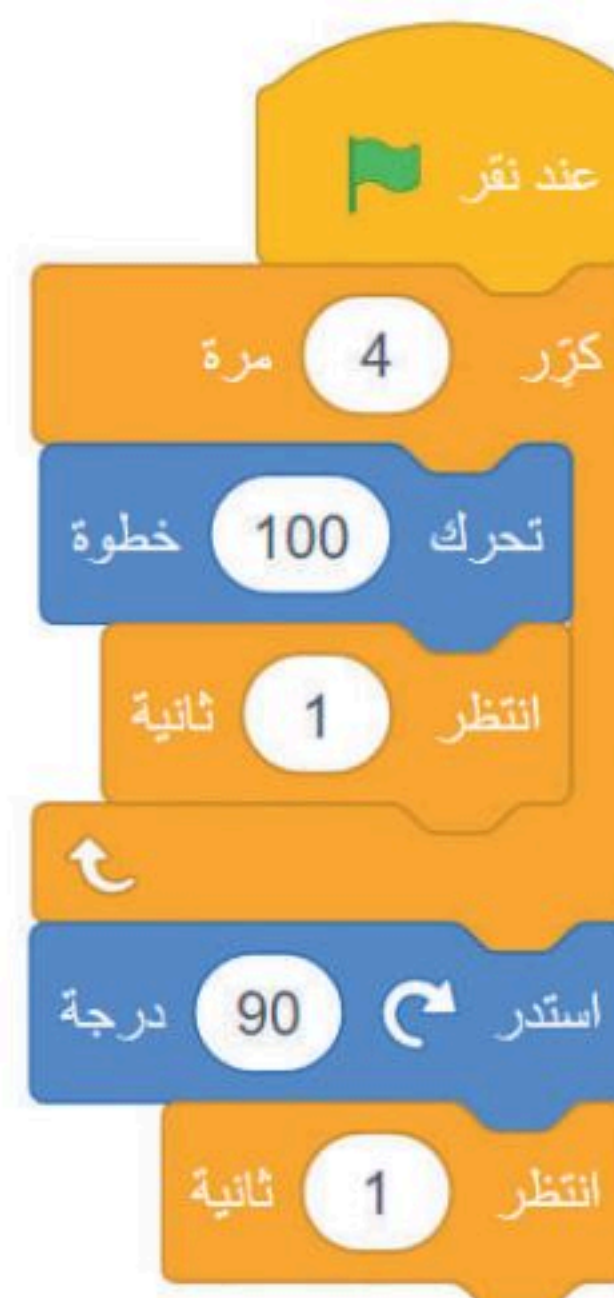 عند نقر
كرّر 4 مرة
تحرك 100 خطوة
انتظر 1 ثانية
استدر 90 درجة
انتظر 1 ثانية